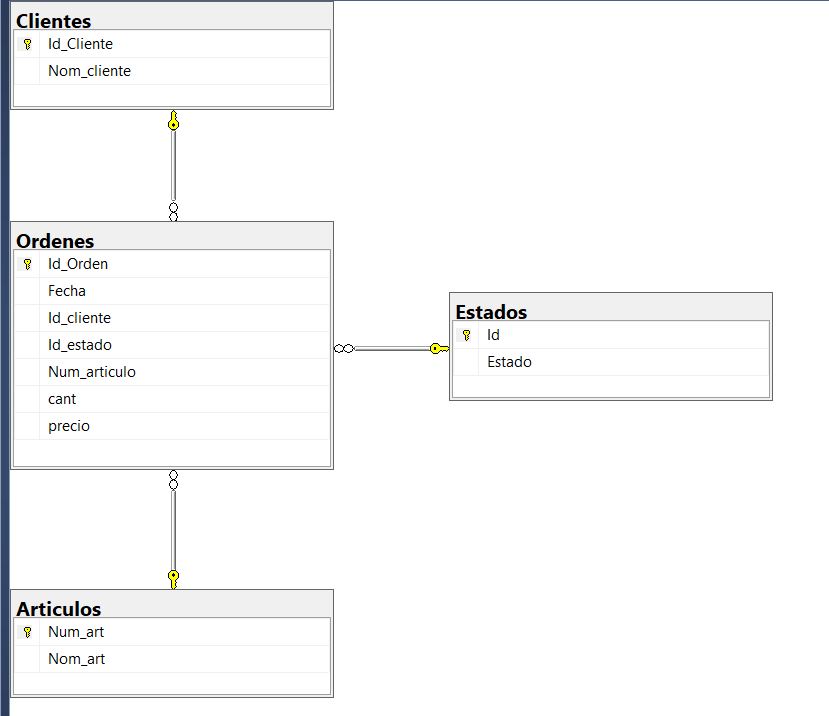 Clientes
Id_Cliente
Nom_cliente
Ordenes
Id_Orden
Fecha
Id_cliente
Id_estado
Num_articulo
cant
precio
Estados
Id
Estado
Articulos
Num_art
Nom_art